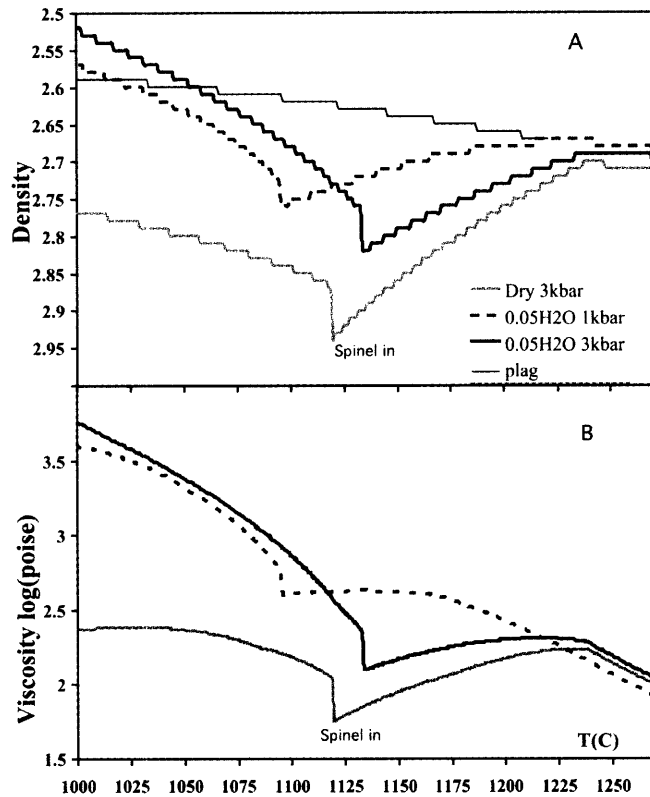 2.5
A
2.55
2.6
2.65
2.7
2.75
2.8
2.85
2.9
2.95
Density
Dry 3kbar
0.05H2O 1kbar
0.05H2O 3kbar
plag
Spinel in
B
3.5
3
2.5
2
1.5
Viscosity log(poise)
Spinel in
T(C)
1000 1025 1050 1075 1100 1125 1150 1175 1200 1225 1250